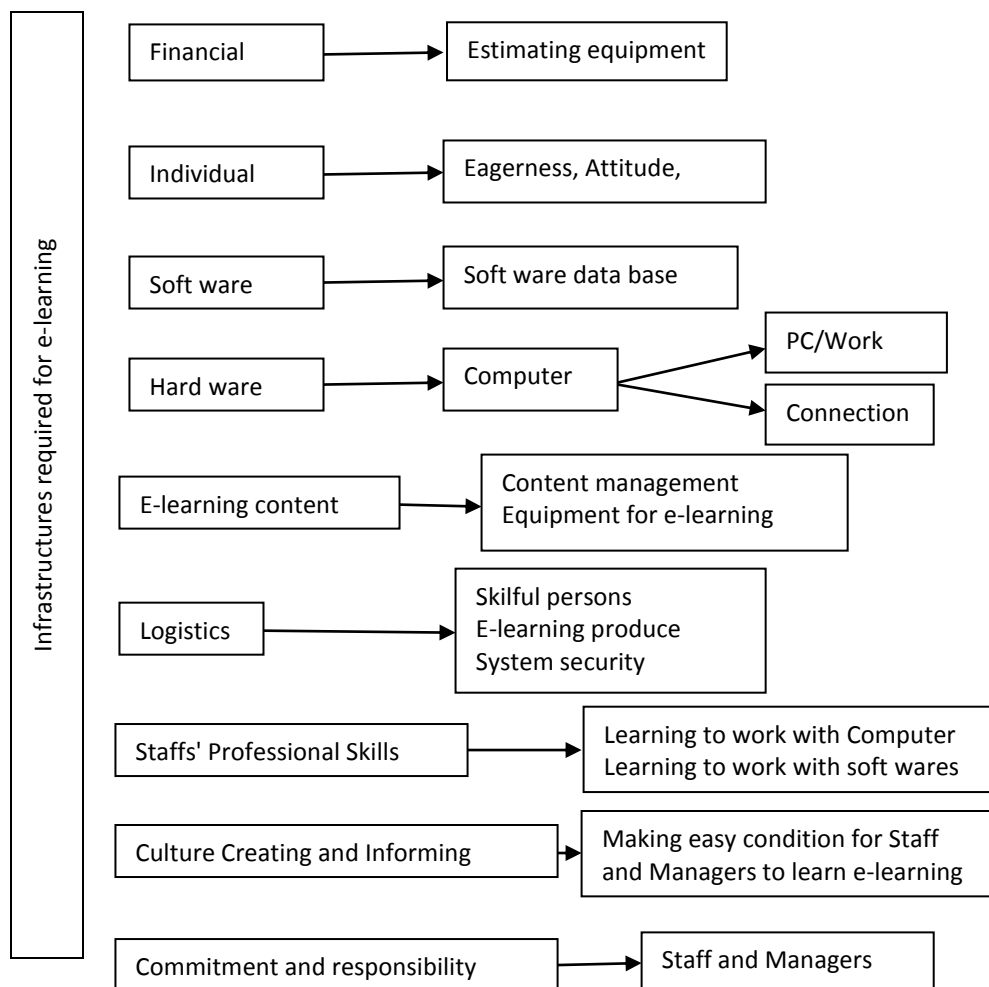 Infrastructures required for e-learning
Financial
Estimating equipment
Individual
Eagerness, Attitude,
Soft ware
Soft ware data base
Hard ware
Computer
PC/Work
Connection
E-learning content
Content management
Equipment for e-learning
Logistics
Skilful persons
E-learning produce
System security
Staffs' Professional Skills
Learning to work with Computer
Learning to work with soft wares
Culture Creating and Informing
Making easy condition for Staff
and Managers to learn e-learning
Commitment and responsibility
Staff and Managers